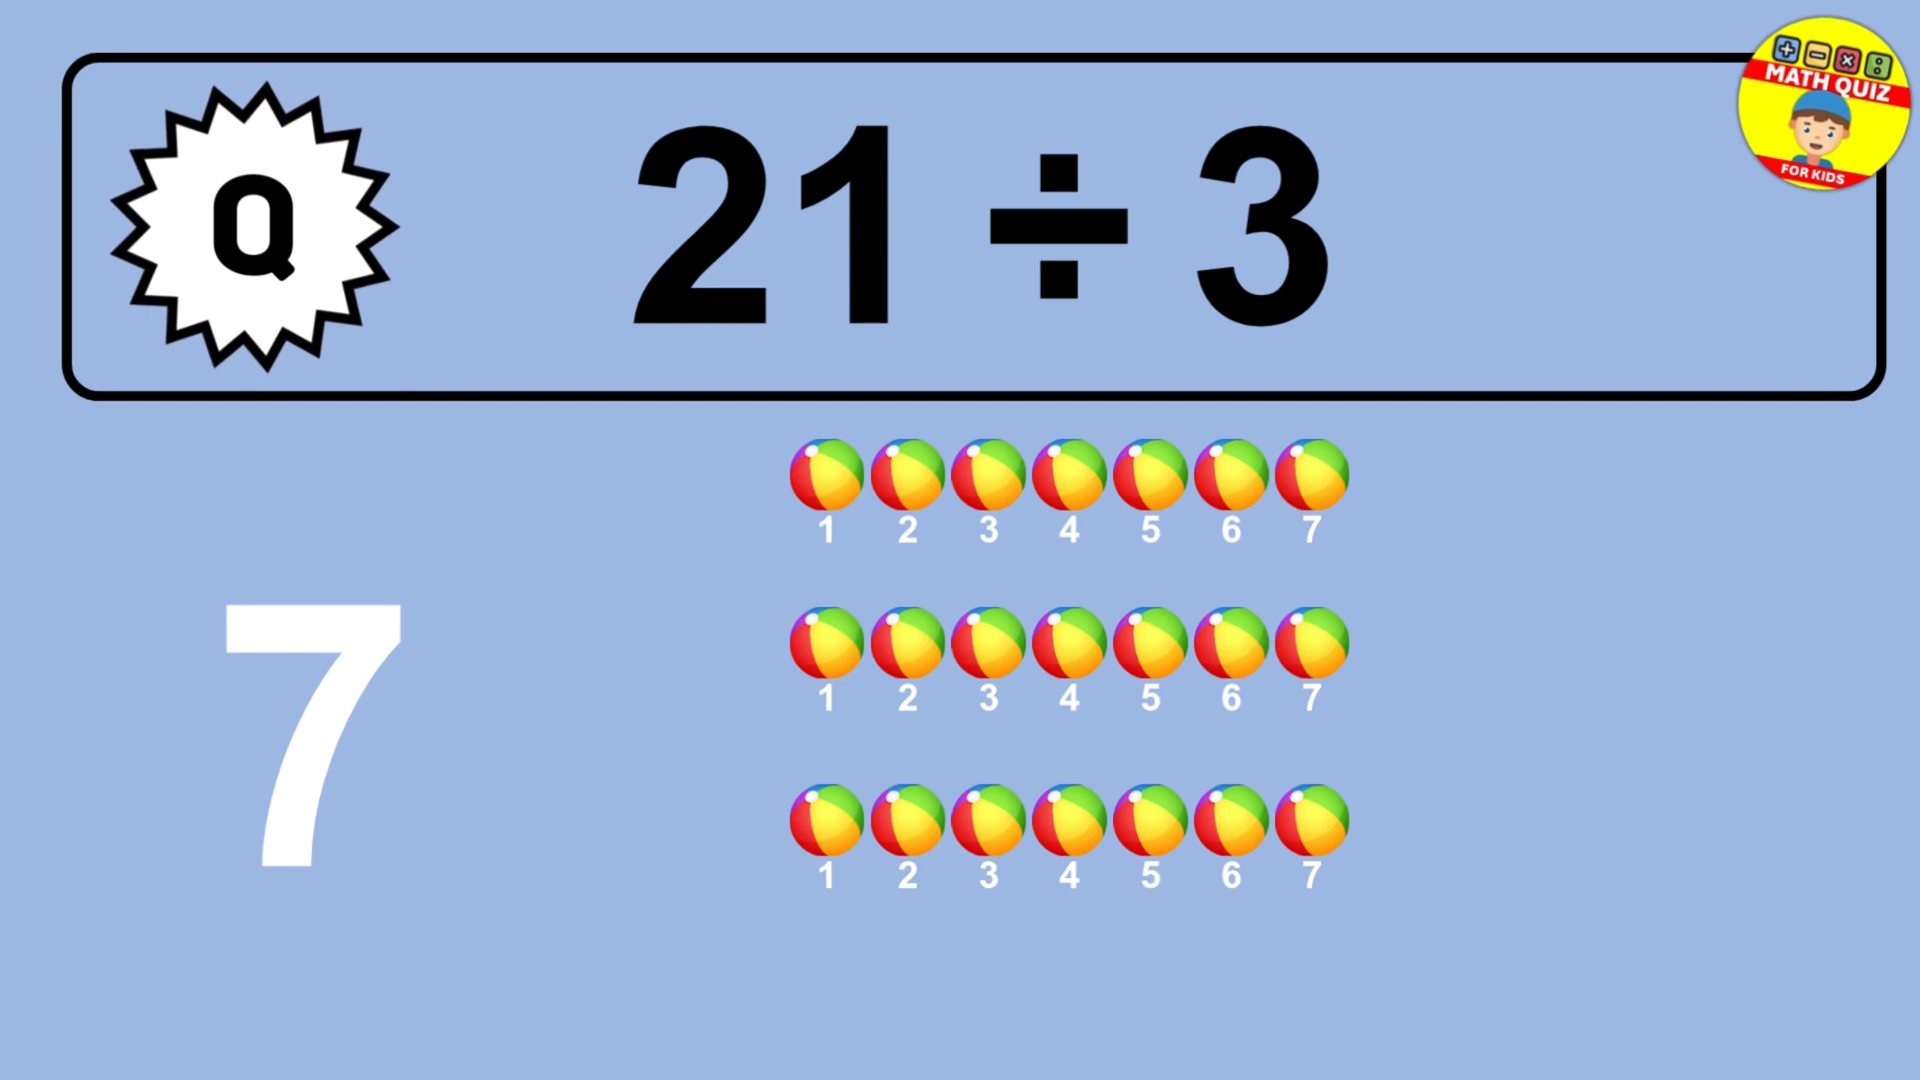 Q
21 ÷ 3
+ − × ÷
MATH QUIZ
FOR KIDS
1 2 3 4 5 6 7
7
1 2 3 4 5 6 7
1 2 3 4 5 6 7